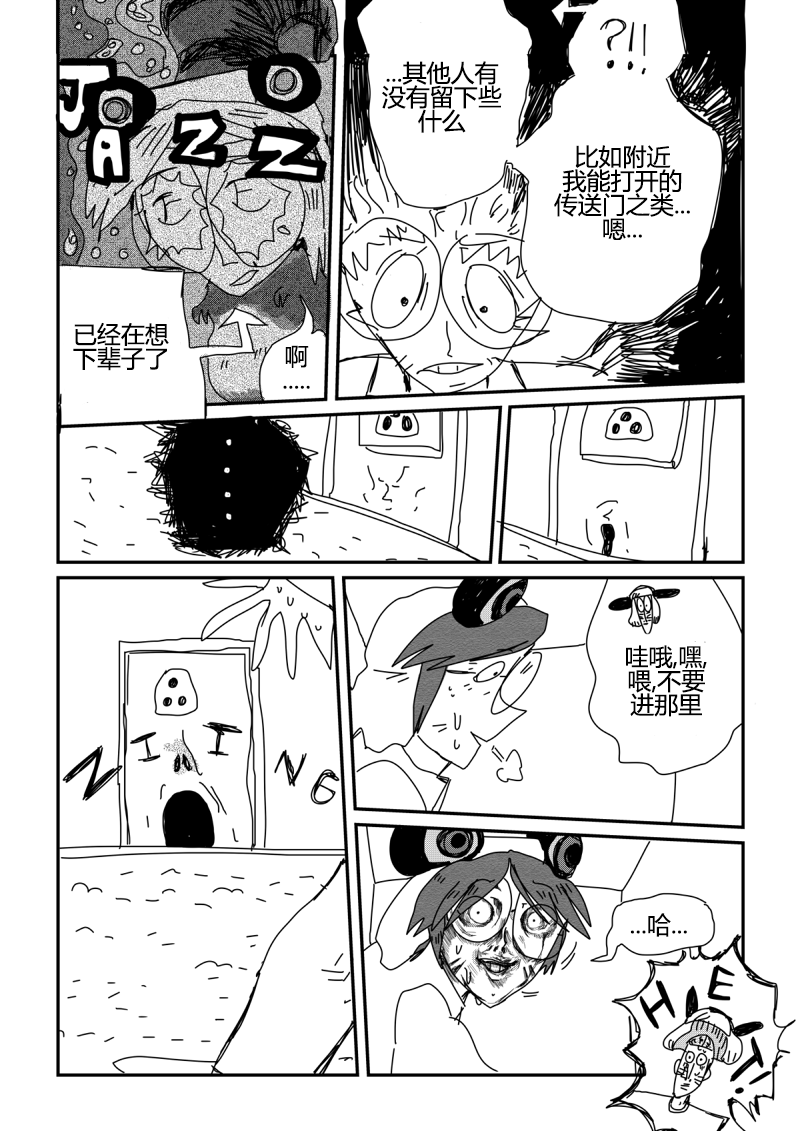 ?!!
...其他人有
没有留下些
什么
比如附近
我能打开的
传送门之类...
嗯...
JAZZ
已经在想
下辈子了
啊
.....
....
哇哦,嘿,
喂,不要
进那里
NIING
...哈...
HEY!